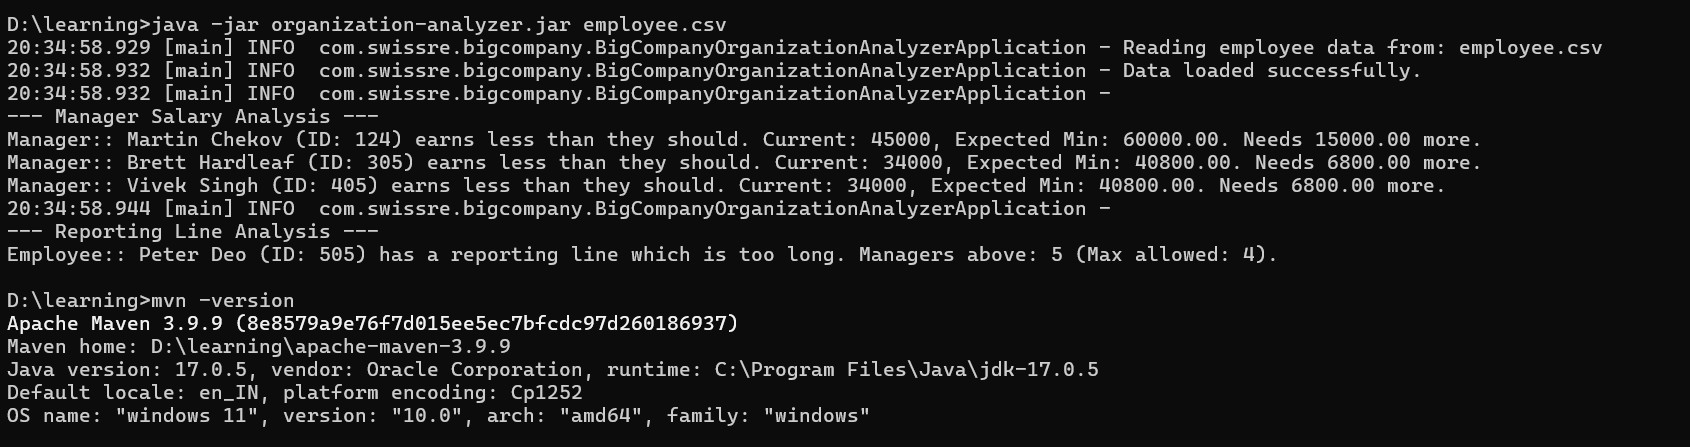 D:\learning>java -jar organization-analyzer.jar employee.csv
20:34:58.929 [main] INFO  com.swissre.bigcompany.BigCompanyOrganizationAnalyzerApplication - Reading employee data from: employee.csv
20:34:58.932 [main] INFO  com.swissre.bigcompany.BigCompanyOrganizationAnalyzerApplication - Data loaded successfully.
20:34:58.932 [main] INFO  com.swissre.bigcompany.BigCompanyOrganizationAnalyzerApplication -
--- Manager Salary Analysis ---
Manager:: Martin Chekov (ID: 124) earns less than they should. Current: 45000, Expected Min: 60000.00. Needs 15000.00 more.
Manager:: Brett Hardleaf (ID: 305) earns less than they should. Current: 34000, Expected Min: 40800.00. Needs 6800.00 more.
Manager:: Vivek Singh (ID: 405) earns less than they should. Current: 34000, Expected Min: 40800.00. Needs 6800.00 more.
20:34:58.944 [main] INFO  com.swissre.bigcompany.BigCompanyOrganizationAnalyzerApplication -
--- Reporting Line Analysis ---
Employee:: Peter Deo (ID: 505) has a reporting line which is too long. Managers above: 5 (Max allowed: 4).
D:\learning>mvn -version
Apache Maven 3.9.9 (8e8579a9e76f7d015ee5ec7bfcdc97d260186937)
Maven home: D:\learning\apache-maven-3.9.9
Java version: 17.0.5, vendor: Oracle Corporation, runtime: C:\Program Files\Java\jdk-17.0.5
Default locale: en_IN, platform encoding: Cp1252
OS name: "windows 11", version: "10.0", arch: "amd64", family: "windows"